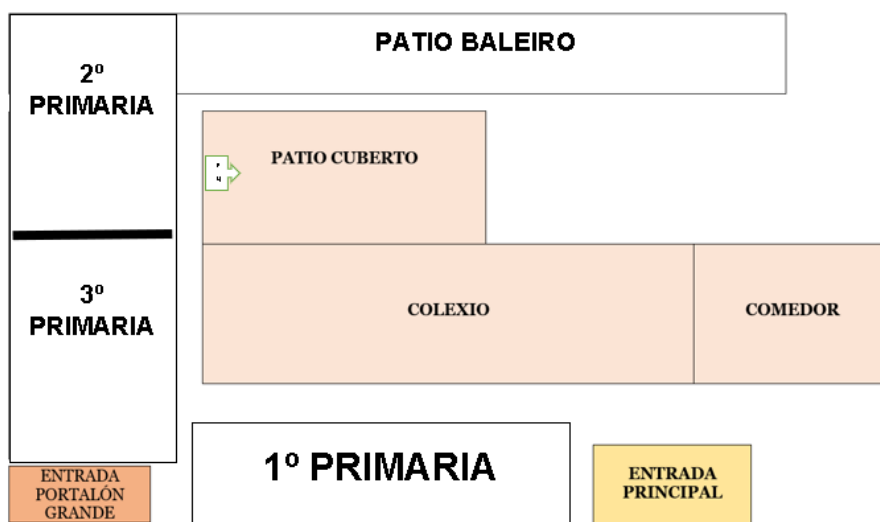 PATIO BALEIRO
2º
PRIMARIA
PATIO CUBERTO
3º
PRIMARIA
COLEXIO
COMEDOR
1º PRIMARIA
ENTRADA
PORTALÓN
GRANDE
ENTRADA
PRINCIPAL